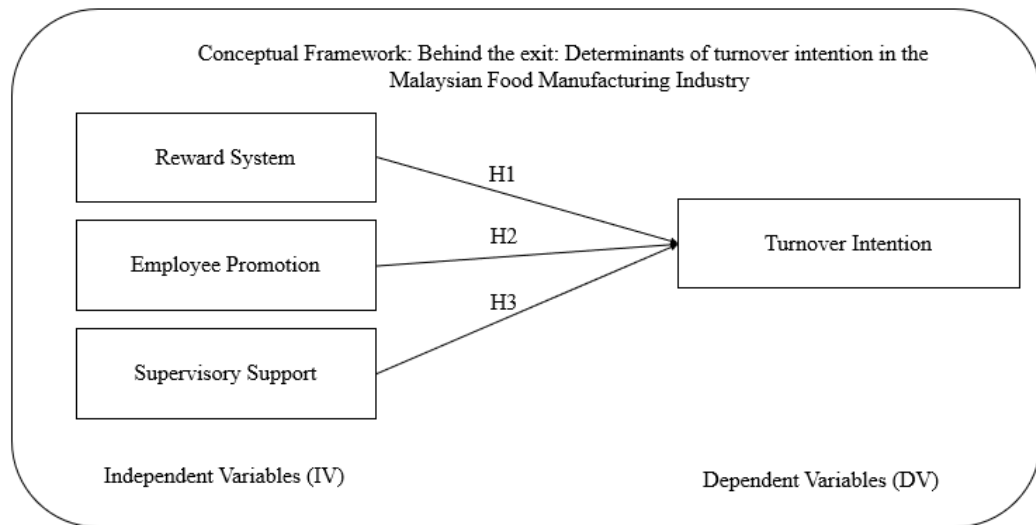 Conceptual Framework: Behind the exit: Determinants of turnover intention in the
Malaysian Food Manufacturing Industry
Reward System
H1
Employee Promotion
H2
Turnover Intention
H3
Supervisory Support
Independent Variables (IV)
Dependent Variables (DV)